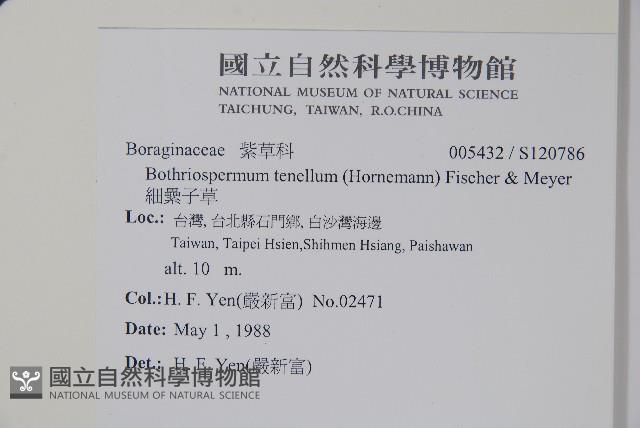 國立自然科學博物館
NATIONAL MUSEUM OF NATURAL SCIENCE
TAICHUNG, TAIWAN, R.O.CHINA
Boraginaceae 紫草科 005432 / S120786
Bothriospermum tenellum (Hornemann) Fischer & Meyer
細纍子草
Loc.: 台灣, 台北縣石門鄉, 白沙灣海邊
Taiwan, Taipei Hsien,Shihmen Hsiang, Paishawan
alt. 10 m.
Col.:H. F. Yen(嚴新富) No.02471
Date: May 1 , 1988
Det.: H. F. Yen(嚴新富)
國立自然科學博物館
NATIONAL MUSEUM OF NATURAL SCIENCE